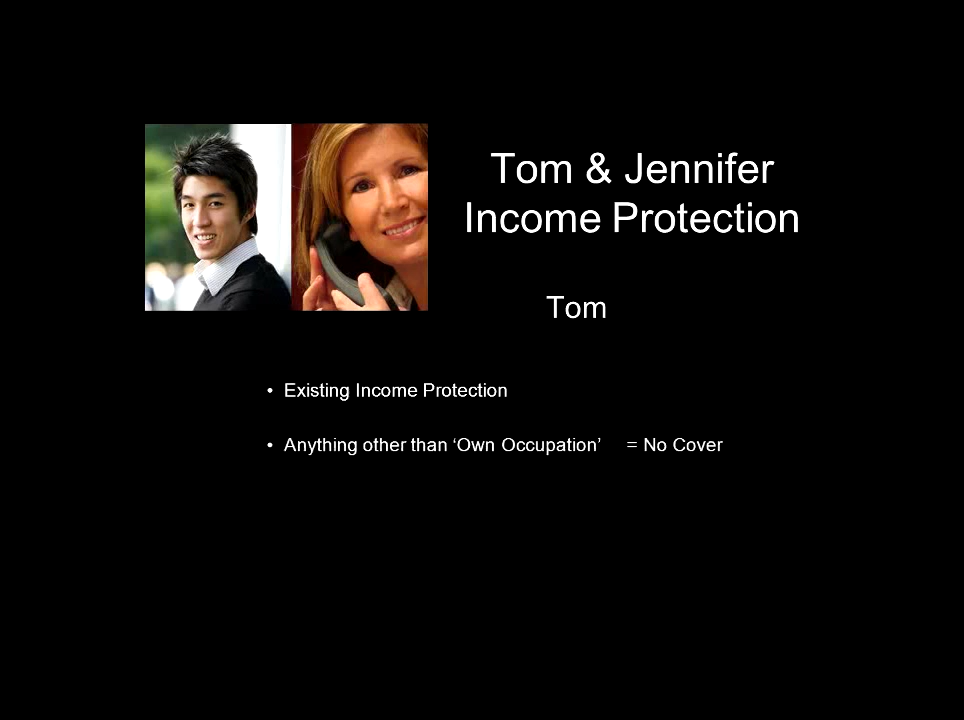 Tom & Jennifer
Income Protection
Tom
• Existing Income Protection
• Anything other than ‘Own Occupation’ = No Cover